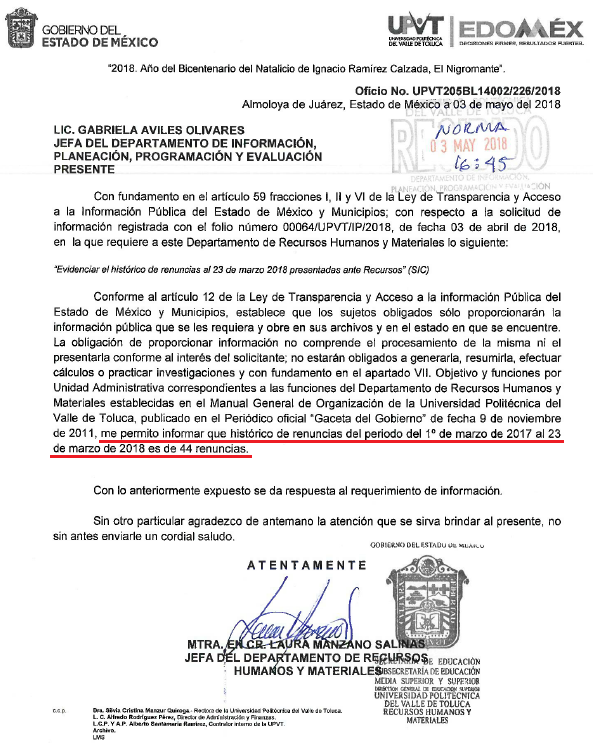 GOBIERNO DEL
ESTADO DE MÉXICO
UPVT
UNIVERSIDAD POLITÉCNICA
DEL VALLE DE TOLUCA
EDOMÉX
DECISIONES FIRMES, RESULTADOS FUERTES.
"2018. Año del Bicentenario del Natalicio de Ignacio Ramírez Calzada, El Nigromante".
Oficio No. UPVT205BL14002/226/2018
Almoloya de Juárez, Estado de México a 03 de mayo del 2018
DEL VALLE DE TOLUCA
LIC. GABRIELA AVILES OLIVARES
JEFA DEL DEPARTAMENTO DE INFORMACIÓN,
PLANEACIÓN, PROGRAMACIÓN Y EVALUACIÓN
PRESENTE
NORMA
RECIBIDO
03 MAY 2018
16:45
DEPARTAMENTO DE INFORMACIÓN,
PLANEACIÓN, PROGRAMACIÓN Y EVALUACIÓN
Con fundamento en el artículo 59 fracciones I, II y VI de la Ley de Transparencia y Acceso
a la Información Pública del Estado de México y Municipios; con respecto a la solicitud de
información registrada con el folio número 00064/UPVT/IP/2018, de fecha 03 de abril de 2018,
en la que requiere a este Departamento de Recursos Humanos y Materiales lo siguiente:
"Evidenciar el histórico de renuncias al 23 de marzo 2018 presentadas ante Recursos" (SIC)
Conforme al artículo 12 de la Ley de Transparencia y Acceso a la información Pública del
Estado de México y Municipios, establece que los sujetos obligados sólo proporcionarán la
información pública que se les requiera y obre en sus archivos y en el estado en que se encuentre.
La obligación de proporcionar información no comprende el procesamiento de la misma ni el
presentarla conforme al interés del solicitante; no estarán obligados a generarla, resumirla, efectuar
cálculos o practicar investigaciones y con fundamento en el apartado VII. Objetivo y funciones por
Unidad Administrativa correspondientes a las funciones del Departamento de Recursos Humanos y
Materiales establecidas en el Manual General de Organización de la Universidad Politécnica del
Valle de Toluca, publicado en el Periódico oficial "Gaceta del Gobierno" de fecha 9 de noviembre
de 2011, me permito informar que histórico de renuncias del periodo del 1º de marzo de 2017 al 23
de marzo de 2018 es de 44 renuncias.
Con lo anteriormente expuesto se da respuesta al requerimiento de información.
Sin otro particular agradezco de antemano la atención que se sirva brindar al presente, no
sin antes enviarle un cordial saludo.
GOBIERNO DEL ESTADO DE MÉXICO
ATENTAMENTE
MTRA. EN CR. LAURA MANZANO SALINAS
JEFA DEL DEPARTAMENTO DE RECURSOS
HUMANOS Y MATERIALES
SECRETARÍA DE EDUCACIÓN
SUBSECRETARÍA DE EDUCACIÓN
MEDIA SUPERIOR Y SUPERIOR
DIRECCIÓN GENERAL DE EDUCACIÓN SUPERIOR
UNIVERSIDAD POLITÉCNICA
DEL VALLE DE TOLUCA
RECURSOS HUMANOS Y
MATERIALES
c.c.p. Dra. Silvia Cristina Manzur Quiroga.- Rectora de la Universidad Politécnica del Valle de Toluca.
L. C. Alfredo Rodríguez Pérez, Director de Administración y Finanzas.
L.C.P. Y A.P. Alberto Santamaría Ramírez, Contralor interno de la UPVT.
Archivo.
LMS